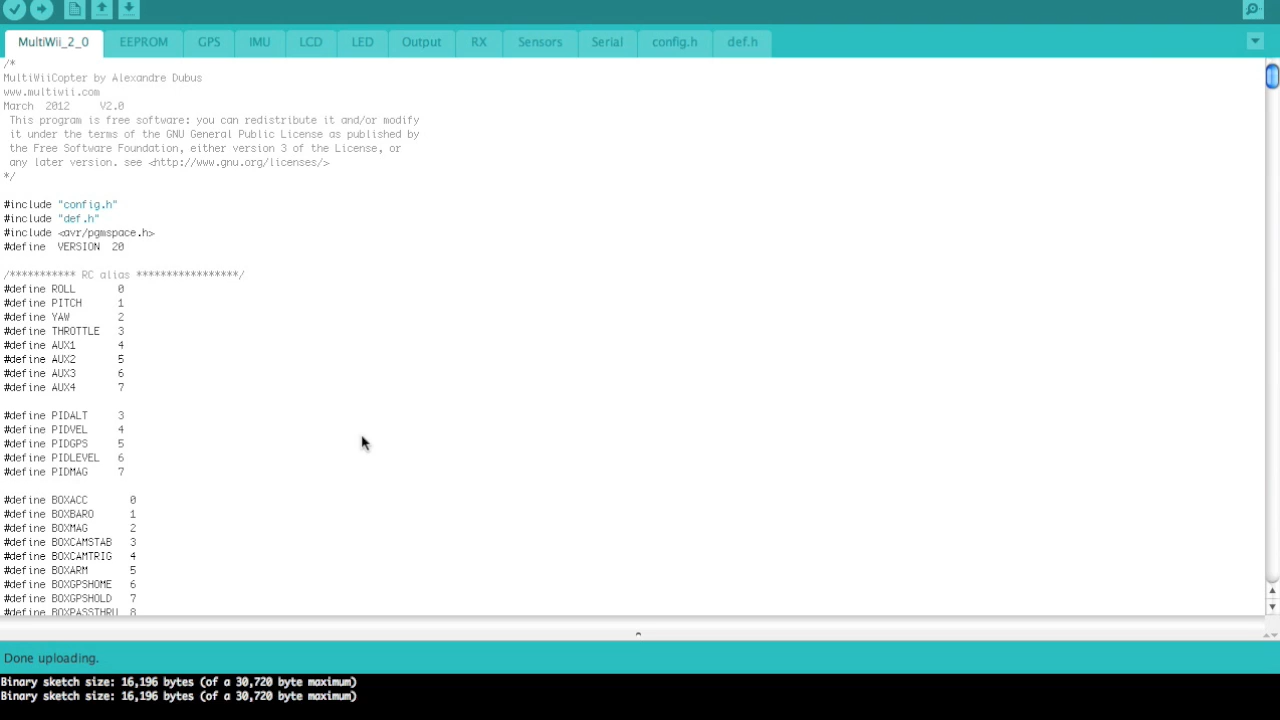 MultiWii_2_0 EEPROM GPS IMU LCD LED Output RX Sensors Serial config.h def.h
/*
MultiWiiCopter by Alexandre Dubus
www.multiwii.com
March  2012     V2.0
 This program is free software: you can redistribute it and/or modify
 it under the terms of the GNU General Public License as published by
 the Free Software Foundation, either version 3 of the License, or
 any later version. see <http://www.gnu.org/licenses/>
*/
#include "config.h"
#include "def.h"
#include <avr/pgmspace.h>
#define  VERSION  20
/*********** RC alias *****************/
#define ROLL       0
#define PITCH      1
#define YAW        2
#define THROTTLE   3
#define AUX1       4
#define AUX2       5
#define AUX3       6
#define AUX4       7
#define PIDALT     3
#define PIDVEL     4
#define PIDGPS     5
#define PIDLEVEL   6
#define PIDMAG     7
#define BOXACC       0
#define BOXBARO      1
#define BOXMAG       2
#define BOXCAMSTAB   3
#define BOXCAMTRIG   4
#define BOXARM       5
#define BOXGPSHOME   6
#define BOXGPSHOLD   7
#define BOXPASSTHRU  8
Done uploading.
Binary sketch size: 16,196 bytes (of a 30,720 byte maximum)
Binary sketch size: 16,196 bytes (of a 30,720 byte maximum)